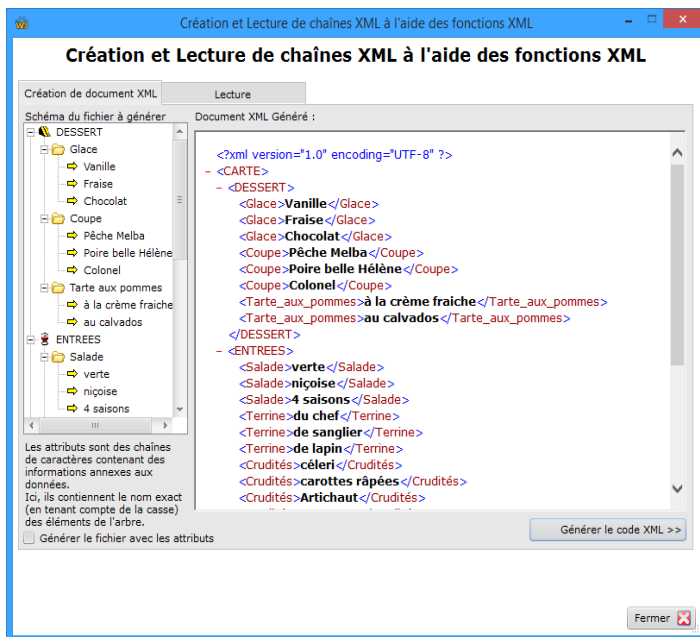 Création et Lecture de chaînes XML à l'aide des fonctions XML
Création et Lecture de chaînes XML à l'aide des fonctions XML
Création de document XML
Lecture
Schéma du fichier à générer
DESSERT
Glace
Vanille
Fraise
Chocolat
Coupe
Pêche Melba
Poire belle Hélène
Colonel
Tarte aux pommes
à la crème fraiche
au calvados
ENTREES
Salade
verte
niçoise
4 saisons
Les attributs sont des chaînes
de caractères contenant des
informations annexes aux
données.
Ici, ils contiennent le nom exact
(en tenant compte de la casse)
des éléments de l'arbre.
Générer le fichier avec les attributs
Document XML Généré :
<?xml version="1.0" encoding="UTF-8" ?>
- <CARTE>
- <DESSERT>
<Glace>Vanille</Glace>
<Glace>Fraise</Glace>
<Glace>Chocolat</Glace>
<Coupe>Pêche Melba</Coupe>
<Coupe>Poire belle Hélène</Coupe>
<Coupe>Colonel</Coupe>
<Tarte_aux_pommes>à la crème fraiche</Tarte_aux_pommes>
<Tarte_aux_pommes>au calvados</Tarte_aux_pommes>
</DESSERT>
- <ENTREES>
<Salade>verte</Salade>
<Salade>niçoise</Salade>
<Salade>4 saisons</Salade>
<Terrine>du chef</Terrine>
<Terrine>de sanglier</Terrine>
<Terrine>de lapin</Terrine>
<Crudités>céleri</Crudités>
<Crudités>carottes râpées</Crudités>
<Crudités>Artichaut</Crudités>
Générer le code XML >>
Fermer